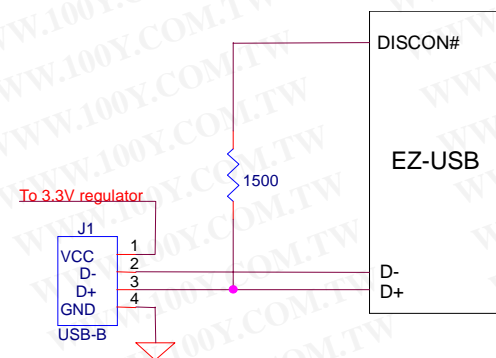 WWW.100Y.COM.TW
DISCON#
EZ-USB
1500
To 3.3V regulator
J1
VCC 1
D- 2
D+ 3
GND 4
USB-B
D-
D+